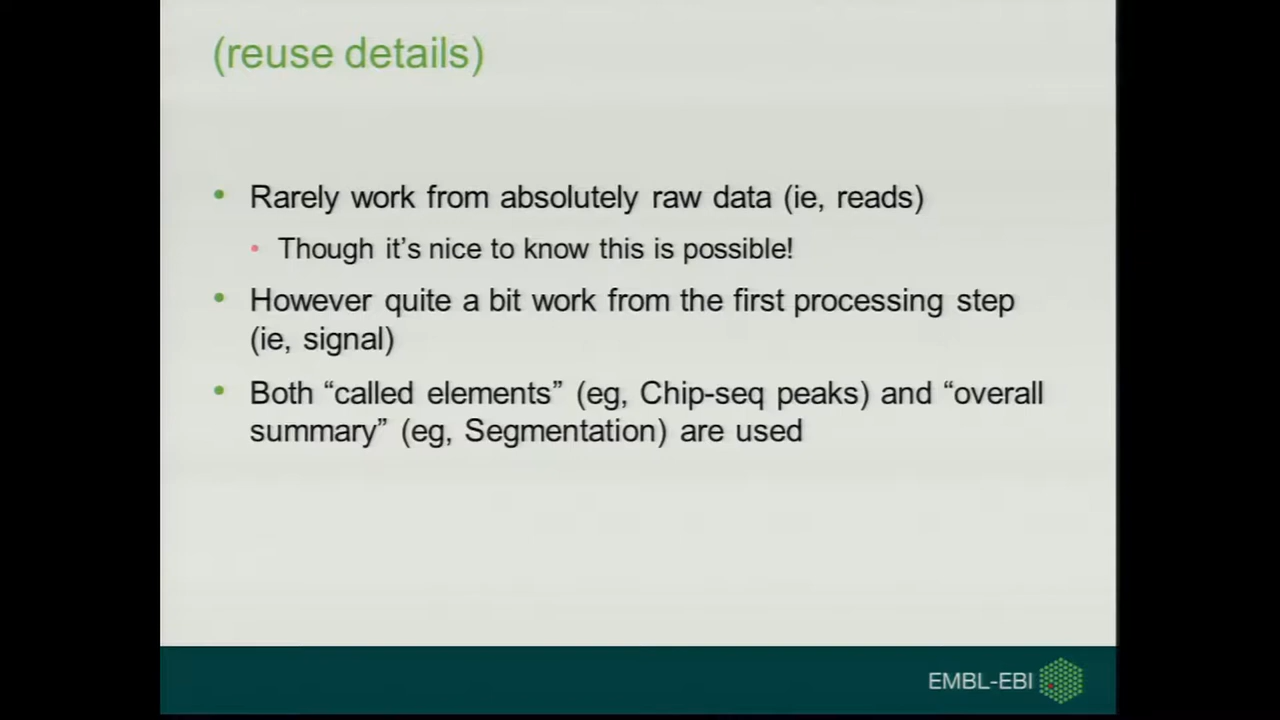 (reuse details)
• Rarely work from absolutely raw data (ie, reads)
• Though it’s nice to know this is possible!
• However quite a bit work from the first processing step
(ie, signal)
• Both “called elements” (eg, Chip-seq peaks) and “overall
summary” (eg, Segmentation) are used
EMBL-EBI